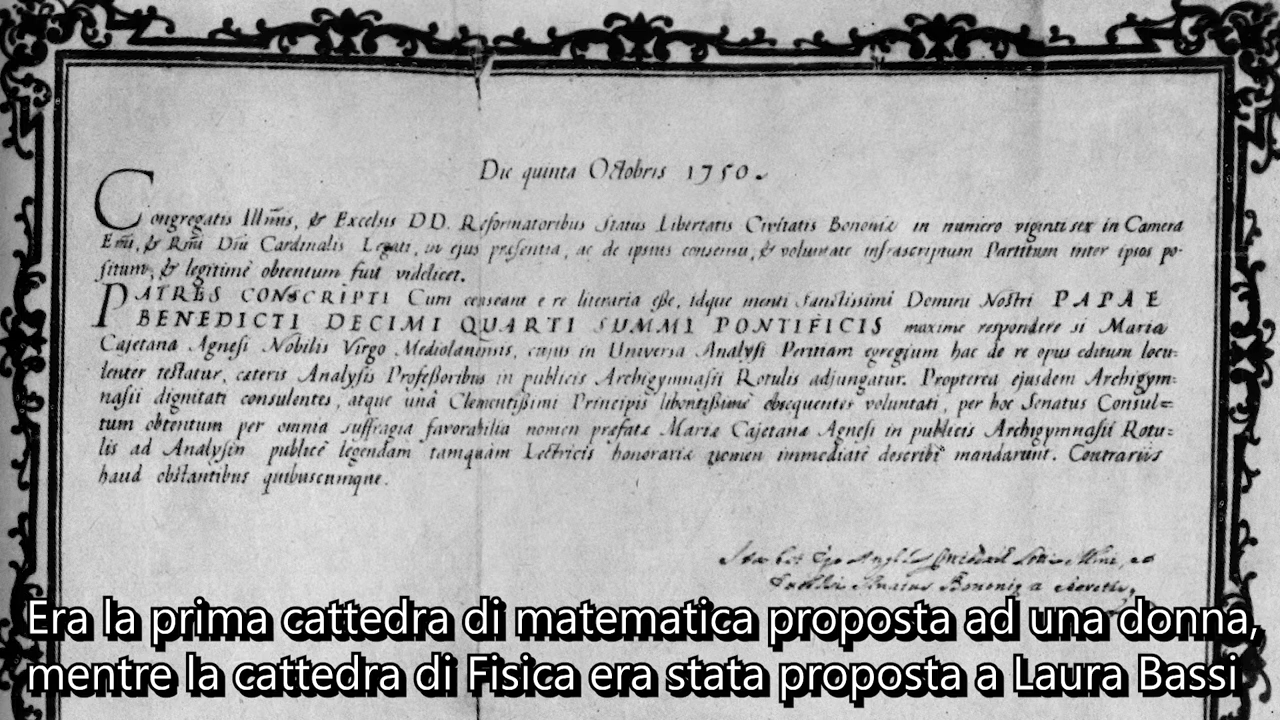 Die quinta Octobris 1750.
Congregatis Illm̃is, & Excelsis DD. Reformatoribus Status Libertatis Civitatis Bononiæ in numero viginti sex in Camera
Em̃i, & Rm̃i Dñi Cardinalis Legati, in ejus præsentia, ac de ipsius consensu, & voluntate infrascriptum Partitum inter ipsos po-
situm, & legitimè obtentum fuit videlicet.
PATRES CONSCRIPTI Cum censeant e re literaria esse, idque menti Sanctissimi Domini Nostri PAPAE
BENEDICTI DECIMI QUARTI SUMMI PONTIFICIS maxime respondere si Maria
Cajetana Agnesi Nobilis Virgo Mediolanensis, cujus in Universa Analysi Peritiam egregium hac de re opus editum locu-
lenter testatur, cæteris Analysis Professoribus in publicis Archigymnasii Rotulis adjungatur. Propterea ejusdem Archigym-
nasii dignitati consulentes, atque unà Clementissimi Principis libentissimè obsequentes voluntati, per hoc Senatus Consul-
tum obtentum per omnia suffragia favorabilia nomen præfatæ Mariæ Cajetanæ Agnesi in publicis Archigymnasii Rotu-
lis ad Analysin publicè legendam tamquam Lectricis honorariæ nomen immediatè describi mandarunt. Contrariis
haud obstantibus quibuscumque.
Era la prima cattedra di matematica proposta ad una donna,
mentre la cattedra di Fisica era stata proposta a Laura Bassi